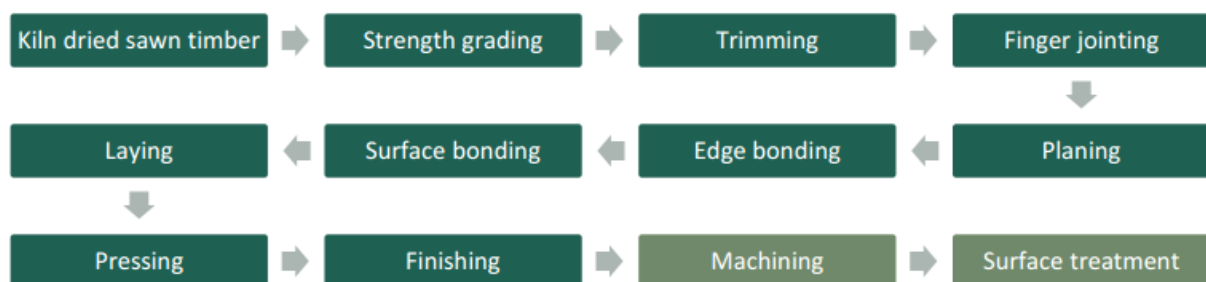 Kiln dried sawn timber
Strength grading
Trimming
Finger jointing
Planing
Edge bonding
Surface bonding
Laying
Pressing
Finishing
Machining
Surface treatment